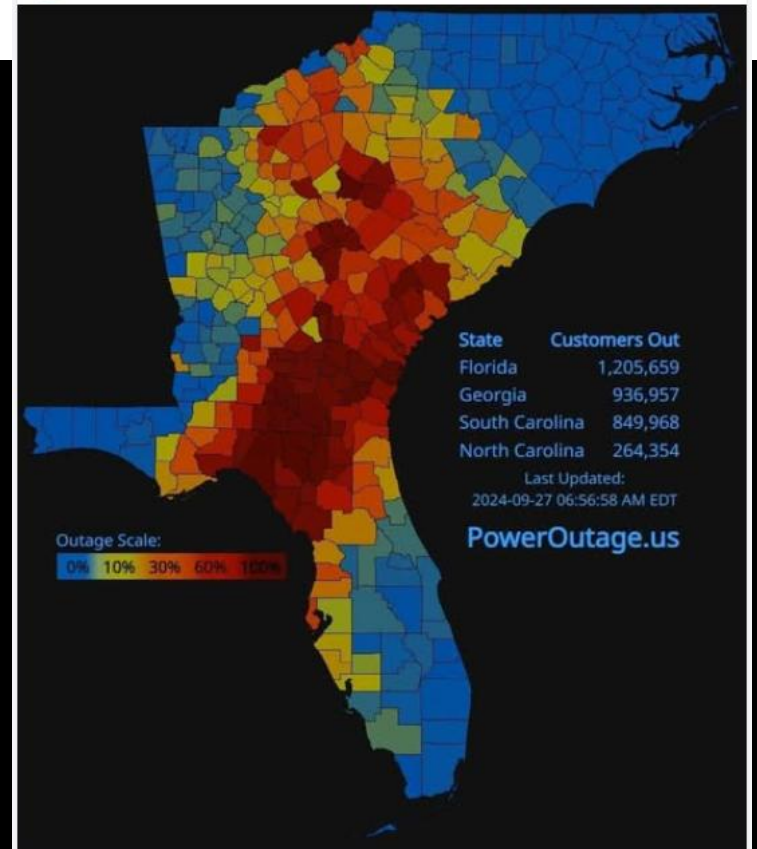 State Customers Out
Florida 1,205,659
Georgia 936,957
South Carolina 849,968
North Carolina 264,354
Last Updated:
2024-09-27 06:56:58 AM EDT
PowerOutage.us
Outage Scale:
0% 10% 30% 60% 100%